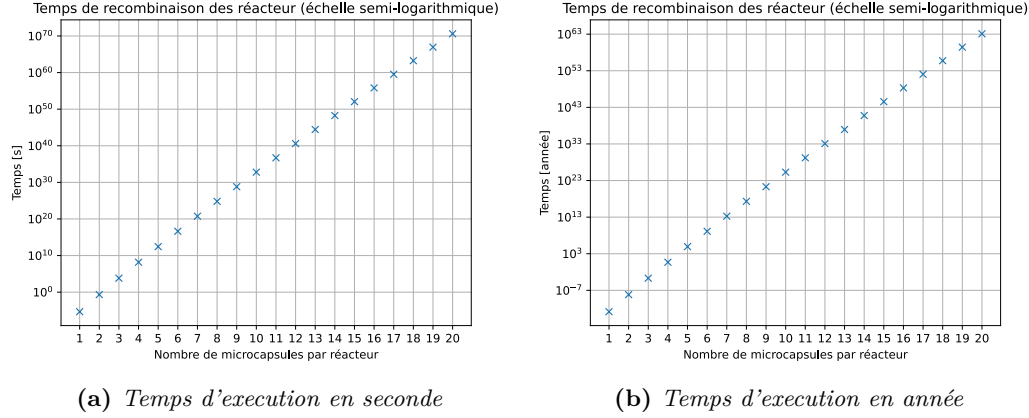 Temps de recombinaison des réacteur (échelle semi-logarithmique)
10^70
10^60
10^50
10^40
10^30
10^20
10^10
10^0
Temps [s]
1 2 3 4 5 6 7 8 9 10 11 12 13 14 15 16 17 18 19 20
Nombre de microcapsules par réacteur
(a) Temps d'execution en seconde
Temps de recombinaison des réacteur (échelle semi-logarithmique)
10^63
10^53
10^43
10^33
10^23
10^13
10^3
10^−7
Temps [année]
1 2 3 4 5 6 7 8 9 10 11 12 13 14 15 16 17 18 19 20
Nombre de microcapsules par réacteur
(b) Temps d'execution en année